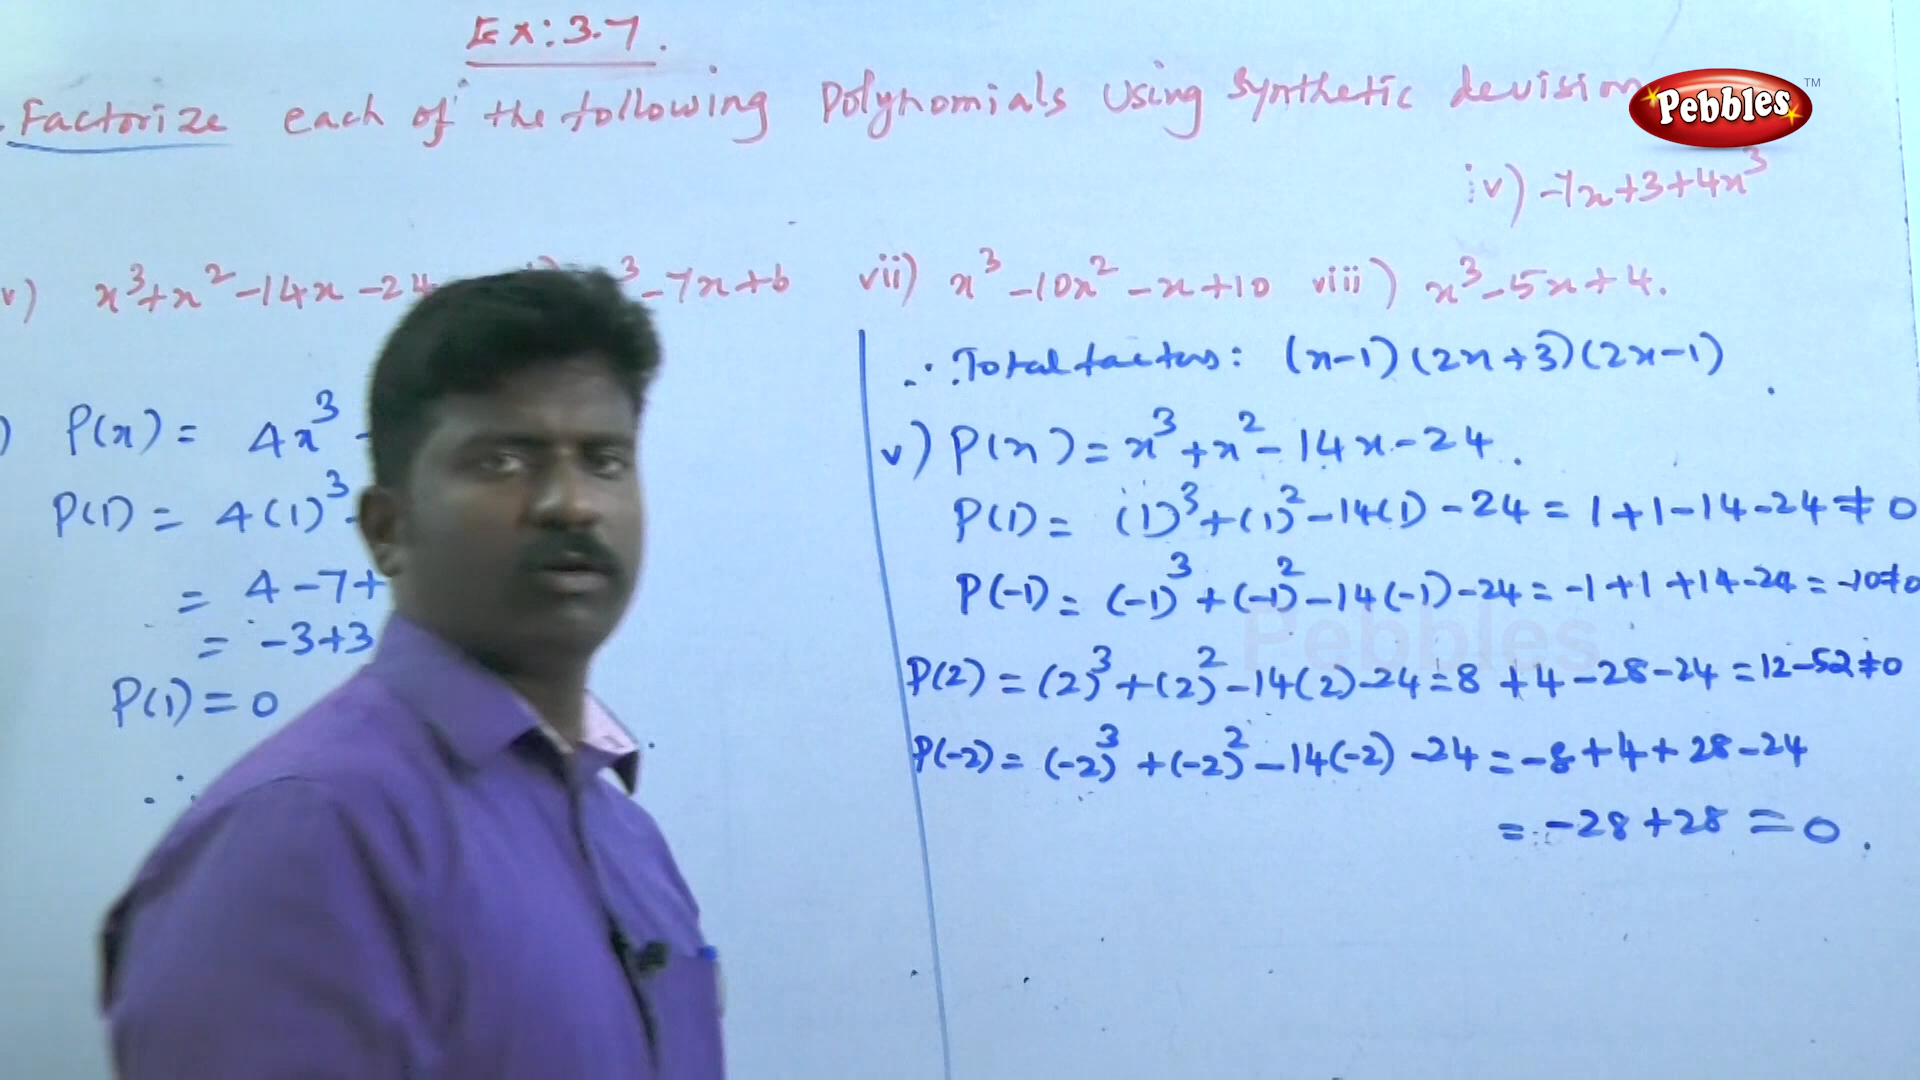 Ex: 3.7.
Factorize each of the following Polynomials using synthetic devision
Pebbles TM
iv) -7x+3+4x³
v) x³+x²-14x-24 ³-7x+6 vii) x³-10x²-x+10 viii) x³-5x+4.
) P(x) = 4x³
P(1) = 4(1)³
= 4-7+
= -3+3
P(1) = 0
∴
∴ Total factors: (x-1)(2x+3)(2x-1)
v) P(x) = x³+x²-14x-24.
P(1) = (1)³+(1)²-14(1)-24 = 1+1-14-24 ≠ 0
P(-1) = (-1)³+(-1)²-14(-1)-24 = -1+1+14-24 = -10≠0
Pebbles
P(2) = (2)³+(2)²-14(2)-24 = 8+4-28-24 = 12-52≠0
P(-2) = (-2)³+(-2)²-14(-2)-24 = -8+4+28-24
= -28+28 = 0.